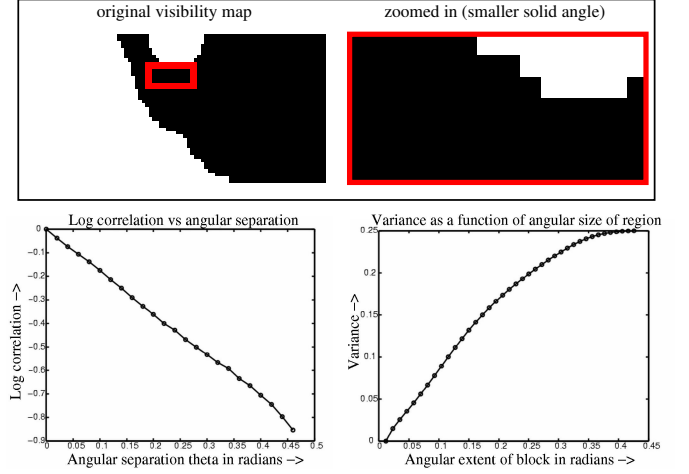 original visibility map
zoomed in (smaller solid angle)
Log correlation vs angular separation
0
−0.1
−0.2
−0.3
−0.4
−0.5
−0.6
−0.7
−0.8
−0.9
Log correlation −>
0 0.05 0.1 0.15 0.2 0.25 0.3 0.35 0.4 0.45 0.5
Angular separation theta in radians −>
Variance as a function of angular size of region
0.25
0.2
0.15
0.1
0.05
0
Variance −>
0 0.05 0.1 0.15 0.2 0.25 0.3 0.35 0.4 0.45
Angular extent of block in radians −>